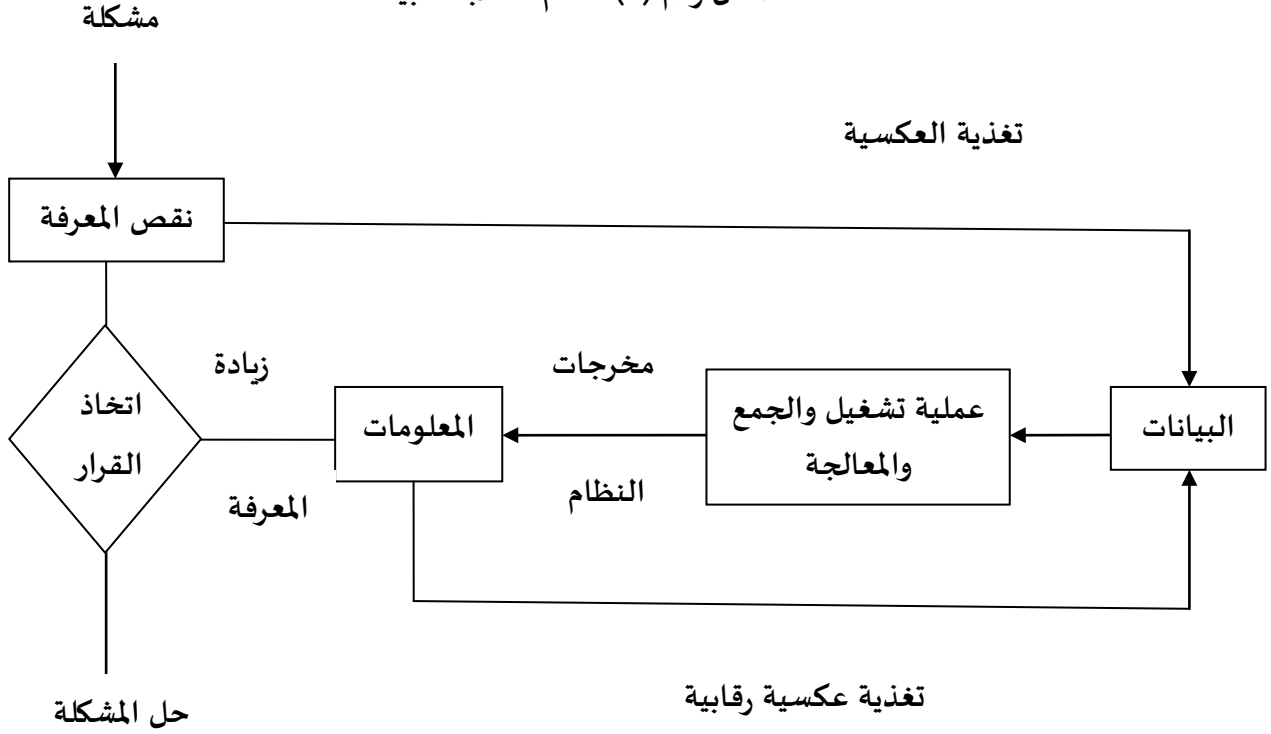 مشكلة
تغذية العكسية
نقص المعرفة
زيادة
مخرجات
اتخاذ
القرار
المعلومات
عملية تشغيل والجمع
والمعالجة
البيانات
المعرفة
النظام
تغذية عكسية رقابية
حل المشكلة